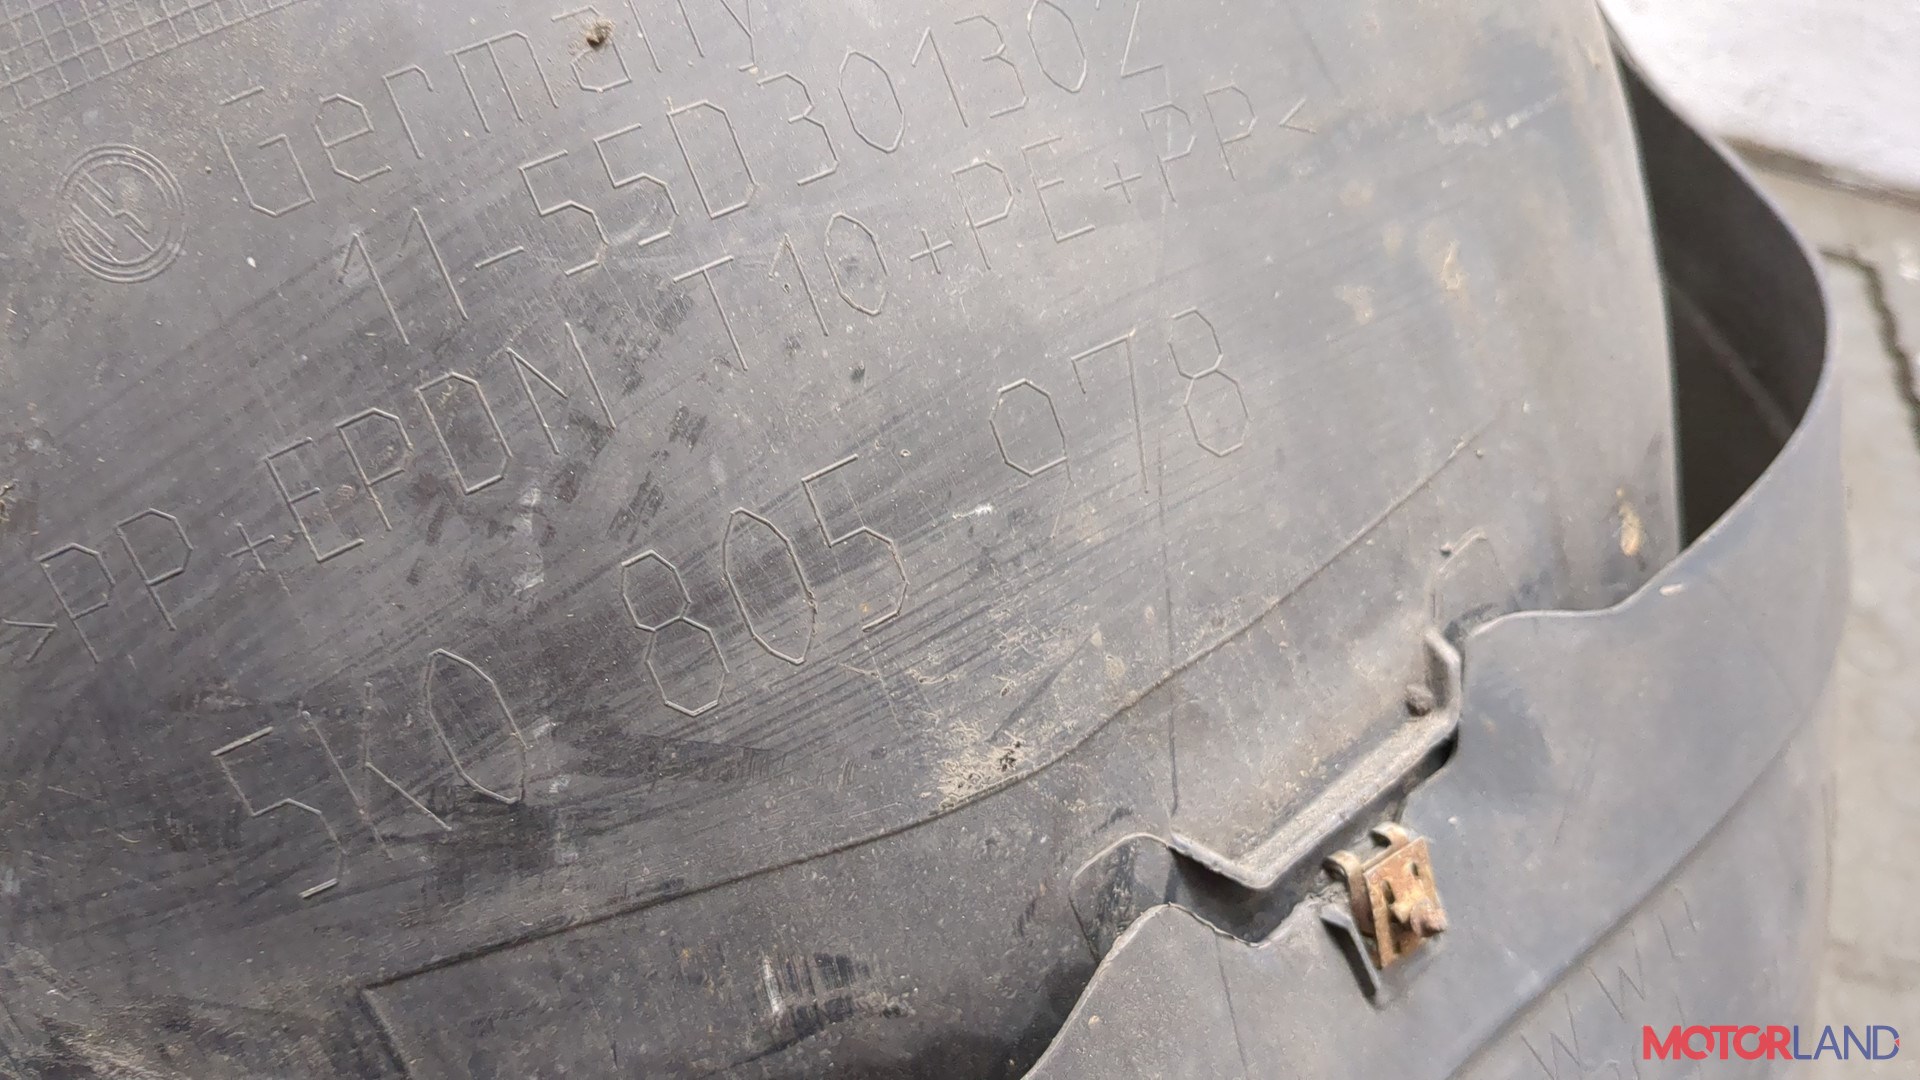 Germany
11-55D301302
>PP+EPDM T10+PE+PP<
5K0 805 978
MOTORLAND